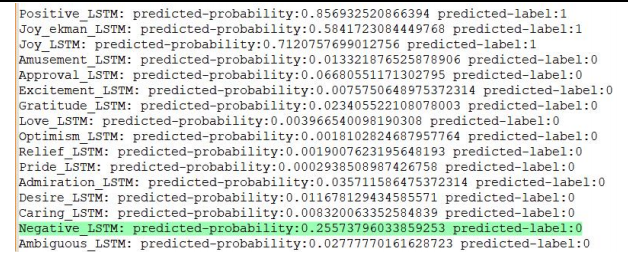 Positive_LSTM: predicted-probability:0.856932520866394 predicted-label:1
Joy_ekman_LSTM: predicted-probability:0.5841723084449768 predicted-label:1
Joy_LSTM: predicted-probability:0.7120757699012756 predicted-label:1
Amusement_LSTM: predicted-probability:0.013321876525878906 predicted-label:0
Approval_LSTM: predicted-probability:0.06680551171302795 predicted-label:0
Excitement_LSTM: predicted-probability:0.0075750648975372314 predicted-label:0
Gratitude_LSTM: predicted-probability:0.023405522108078003 predicted-label:0
Love_LSTM: predicted-probability:0.003966540098190308 predicted-label:0
Optimism_LSTM: predicted-probability:0.0018102824687957764 predicted-label:0
Relief_LSTM: predicted-probability:0.0019007623195648193 predicted-label:0
Pride_LSTM: predicted-probability:0.0002938508987426758 predicted-label:0
Admiration_LSTM: predicted-probability:0.035711586475372314 predicted-label:0
Desire_LSTM: predicted-probability:0.011678129434585571 predicted-label:0
Caring_LSTM: predicted-probability:0.008320063352584839 predicted-label:0
Negative_LSTM: predicted-probability:0.25573796033859253 predicted-label:0
Ambiguous_LSTM: predicted-probability:0.02777770161628723 predicted-label:0